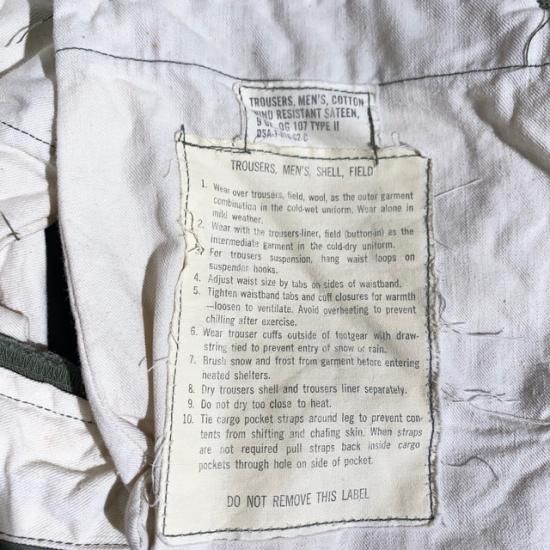 TROUSERS, MEN'S, COTTON
WIND RESISTANT SATEEN,
OG 107 TYPE II
TROUSERS, MEN'S, SHELL, FIELD
1. Wear over trousers, field, wool, as the outer garment
combination in the cold-wet uniform. Wear alone in
mild weather.
2. Wear with the trousers-liner, field (button-in) as the
intermediate garment in the cold-dry uniform.
3. For trousers suspension, hang waist loops on
suspender hooks.
4. Adjust waist size by tabs on sides of waistband.
5. Tighten waistband tabs and cuff closures for warmth
—loosen to ventilate. Avoid overheating to prevent
chilling after exercise.
6. Wear trouser cuffs outside of footgear with draw-
string tied to prevent entry of snow or rain.
7. Brush snow and frost from garment before entering
heated shelters.
8. Dry trousers shell and trousers liner separately.
9. Do not dry too close to heat.
10. Tie cargo pocket straps around leg to prevent con-
tents from shifting and chafing skin. When straps
are not required pull straps back inside cargo
pockets through hole on side of pocket.
DO NOT REMOVE THIS LABEL